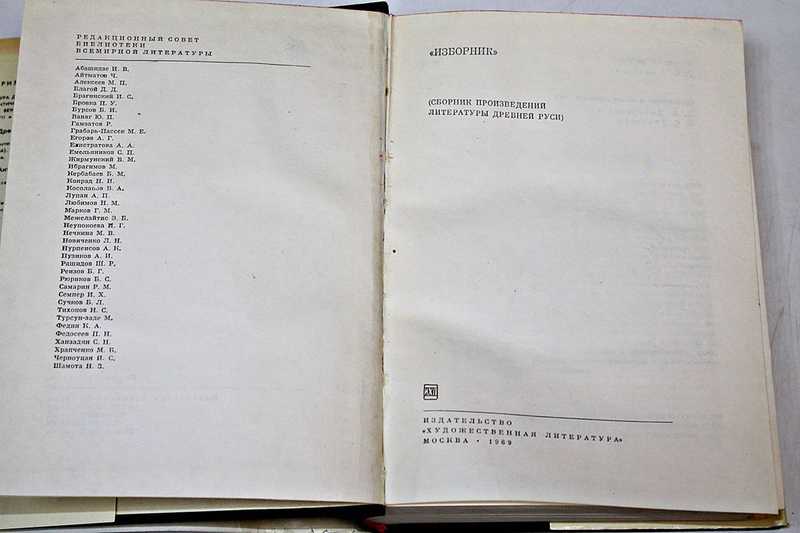 РЕДАКЦИОННЫЙ СОВЕТ
БИБЛИОТЕКИ
ВСЕМИРНОЙ ЛИТЕРАТУРЫ
Абашидзе И. В.
Айтматов Ч.
Алексеев М. П.
Благой Д. Д.
Брагинский И. С.
Бровка П. У.
Бурсов Б. И.
Ванаг Ю. П.
Гамзатов Р.
Грабарь-Пассек М. Е.
Егоров А. Г.
Елистратова А. А.
Емельянников С. П.
Жирмунский В. М.
Ибрагимов М.
Кербабаев Б. М.
Конрад Н. И.
Косолапов В. А.
Лупан А. П.
Любимов Н. М.
Марков Г. М.
Межелайтис Э. Б.
Неупокоева И. Г.
Нечкина М. В.
Новиченко Л. Н.
Нурпеисов А. К.
Пузиков А. И.
Рашидов Ш. Р.
Реизов Б. Г.
Рюриков Б. С.
Самарин Р. М.
Семпер И. Х.
Сучков Б. Л.
Тихонов Н. С.
Турсун-заде М.
Федин К. А.
Федосеев П. Н.
Ханзадян С. Н.
Храпченко М. Б.
Черноуцан И. С.
Шамота Н. З.
«ИЗБОРНИК»
(СБОРНИК ПРОИЗВЕДЕНИЙ
ЛИТЕРАТУРЫ ДРЕВНЕЙ РУСИ)
ИЗДАТЕЛЬСТВО
«ХУДОЖЕСТВЕННАЯ ЛИТЕРАТУРА»
МОСКВА • 1969